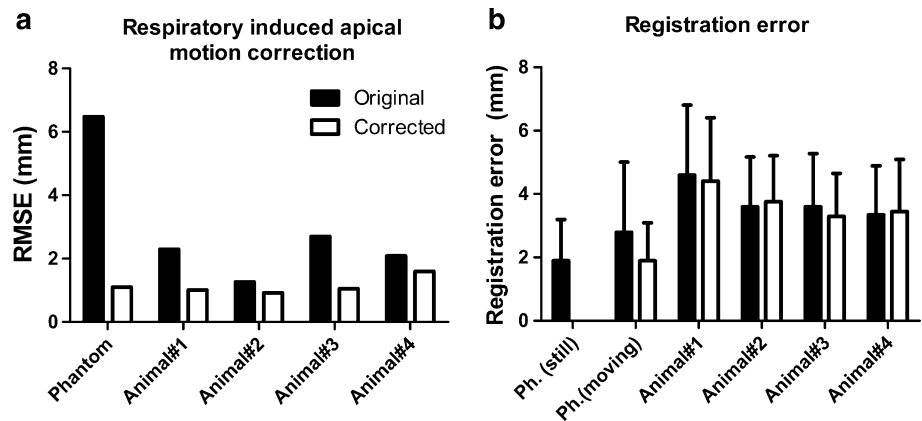 a
Respiratory induced apical
motion correction
RMSE (mm)
8
6
4
2
0
Original
Corrected
Phantom
Animal#1
Animal#2
Animal#3
Animal#4
b
Registration error
Registration error (mm)
8
6
4
2
0
Ph. (still)
Ph.(moving)
Animal#1
Animal#2
Animal#3
Animal#4